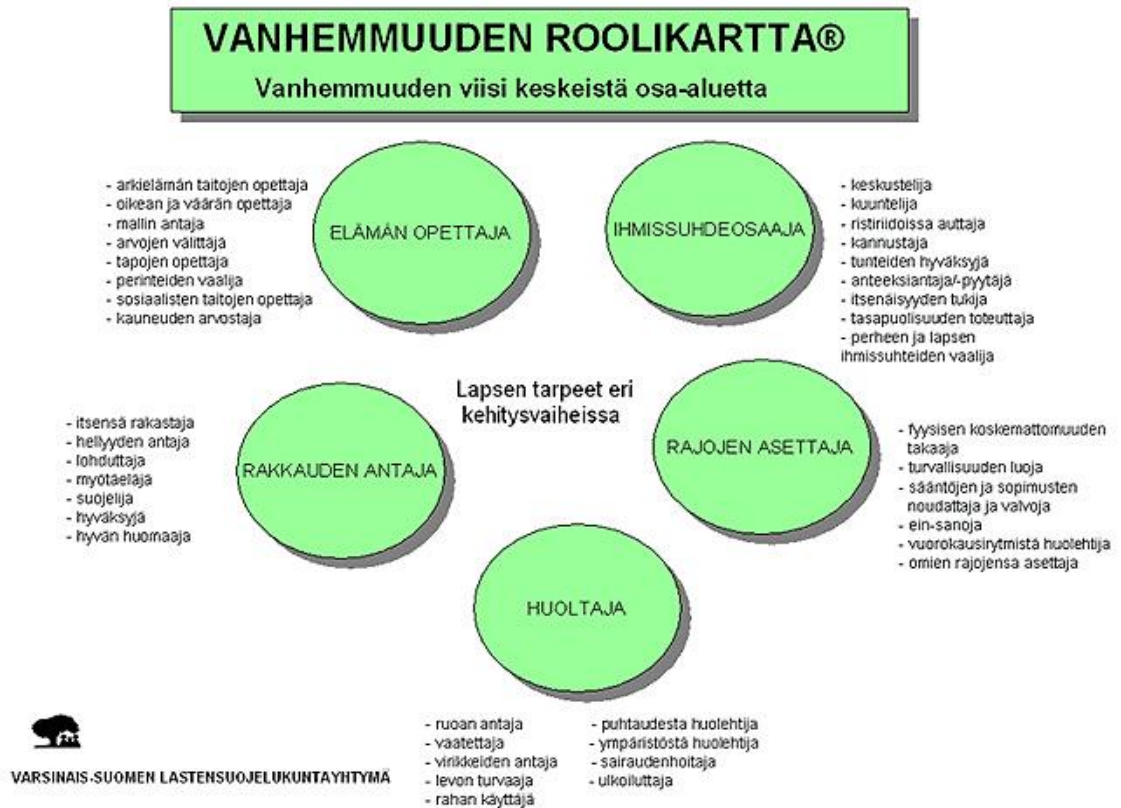 VANHEMMUUDEN ROOLIKARTTA®
Vanhemmuuden viisi keskeistä osa-aluetta
- arkielämän taitojen opettaja
- oikean ja väärän opettaja
- mallin antaja
- arvojen välittäjä
- tapojen opettaja
- perinteiden vaalija
- sosiaalisten taitojen opettaja
- kauneuden arvostaja
ELÄMÄN OPETTAJA
IHMISSUHDEOSAAJA
- keskustelija
- kuuntelija
- ristiriidoissa auttaja
- kannustaja
- tunteiden hyväksyjä
- anteeksiantaja/-pyytäjä
- itsenäisyyden tukija
- tasapuolisuuden toteuttaja
- perheen ja lapsen
ihmissuhteiden vaalija
Lapsen tarpeet eri
kehitysvaiheissa
- itsensä rakastaja
- hellyyden antaja
- lohduttaja
- myötäeläjä
- suojelija
- hyväksyjä
- hyvän huomaaja
RAKKAUDEN ANTAJA
RAJOJEN ASETTAJA
- fyysisen koskemattomuuden
takaaja
- turvallisuuden luoja
- sääntöjen ja sopimusten
noudattaja ja valvoja
- ein-sanoja
- vuorokausirytmistä huolehtija
- omien rajojensa asettaja
HUOLTAJA
- ruoan antaja
- vaatettaja
- virikkeiden antaja
- levon turvaaja
- rahan käyttäjä
- puhtaudesta huolehtija
- ympäristöstä huolehtija
- sairaudenhoitaja
- ulkoiluttaja
VARSINAIS-SUOMEN LASTENSUOJELUKUNTAYHTYMÄ